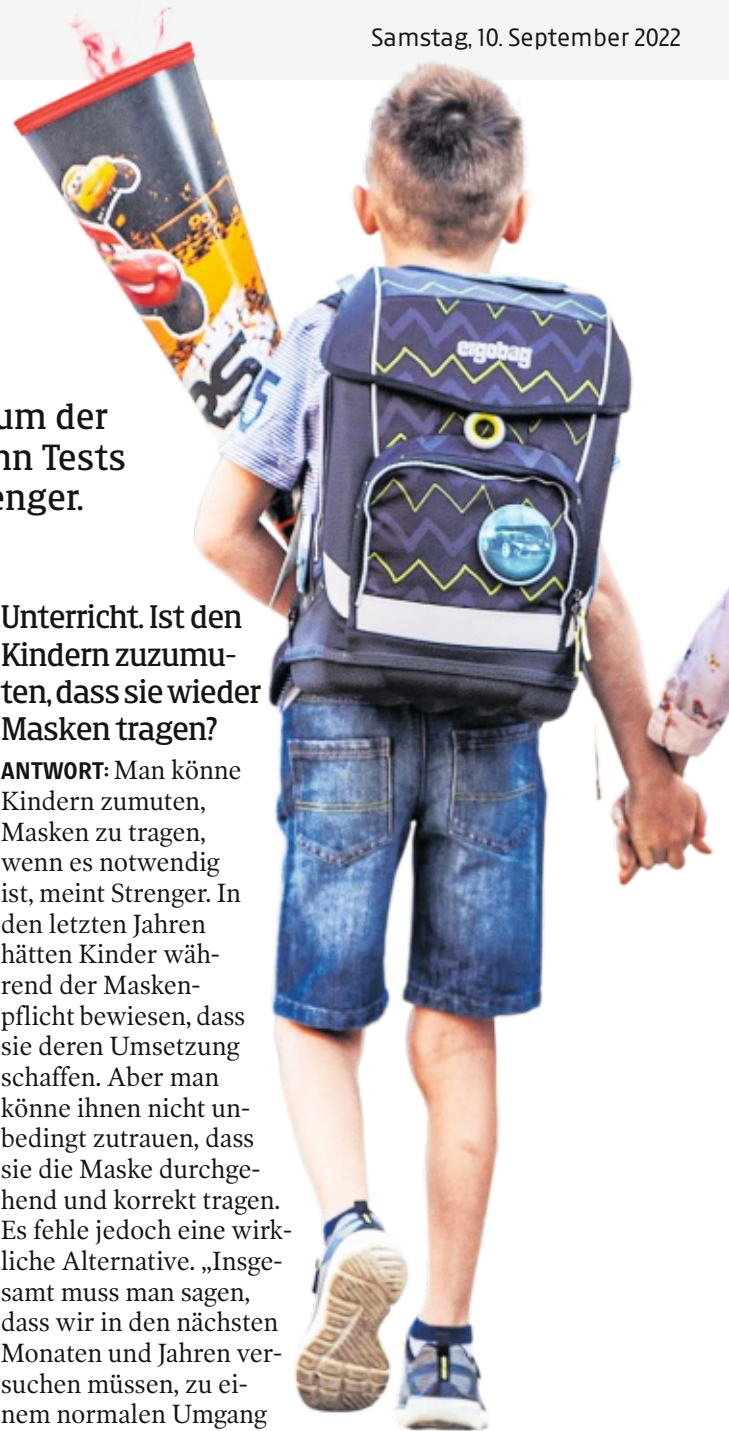 Samstag, 10. September 2022
95
ergobag
um der
nn Tests
enger.
Unterricht. Ist den
Kindern zuzumu-
ten, dass sie wieder
Masken tragen?
ANTWORT: Man könne
Kindern zumuten,
Masken zu tragen,
wenn es notwendig
ist, meint Strenger. In
den letzten Jahren
hätten Kinder wäh-
rend der Masken-
pflicht bewiesen, dass
sie deren Umsetzung
schaffen. Aber man
könne ihnen nicht un-
bedingt zutrauen, dass
sie die Maske durchge-
hend und korrekt tragen.
Es fehle jedoch eine wirk-
liche Alternative. „Insge-
samt muss man sagen,
dass wir in den nächsten
Monaten und Jahren ver-
suchen müssen, zu ei-
nem normalen Umgang